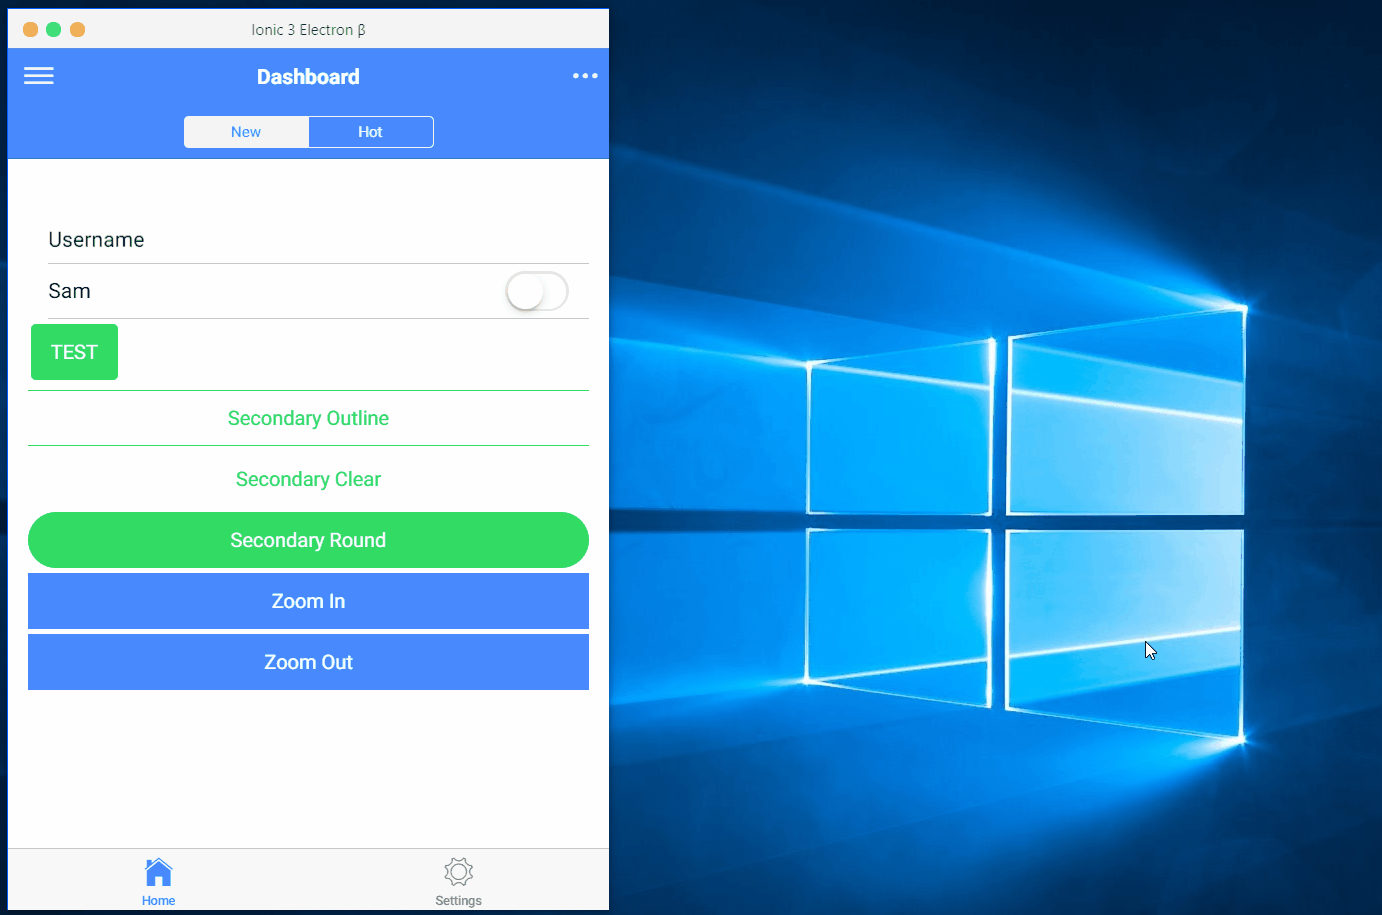 Ionic 3 Electron β
Dashboard
New Hot
Username
Sam
TEST
Secondary Outline
Secondary Clear
Secondary Round
Zoom In
Zoom Out
Home Settings